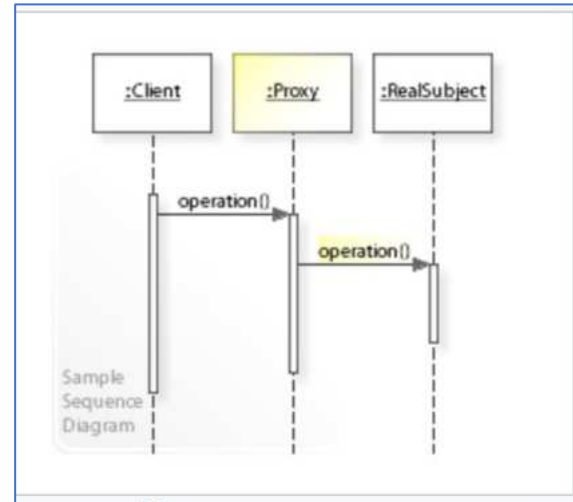 :Client
:Proxy
:RealSubject
operation()
operation()
Sample
Sequence
Diagram